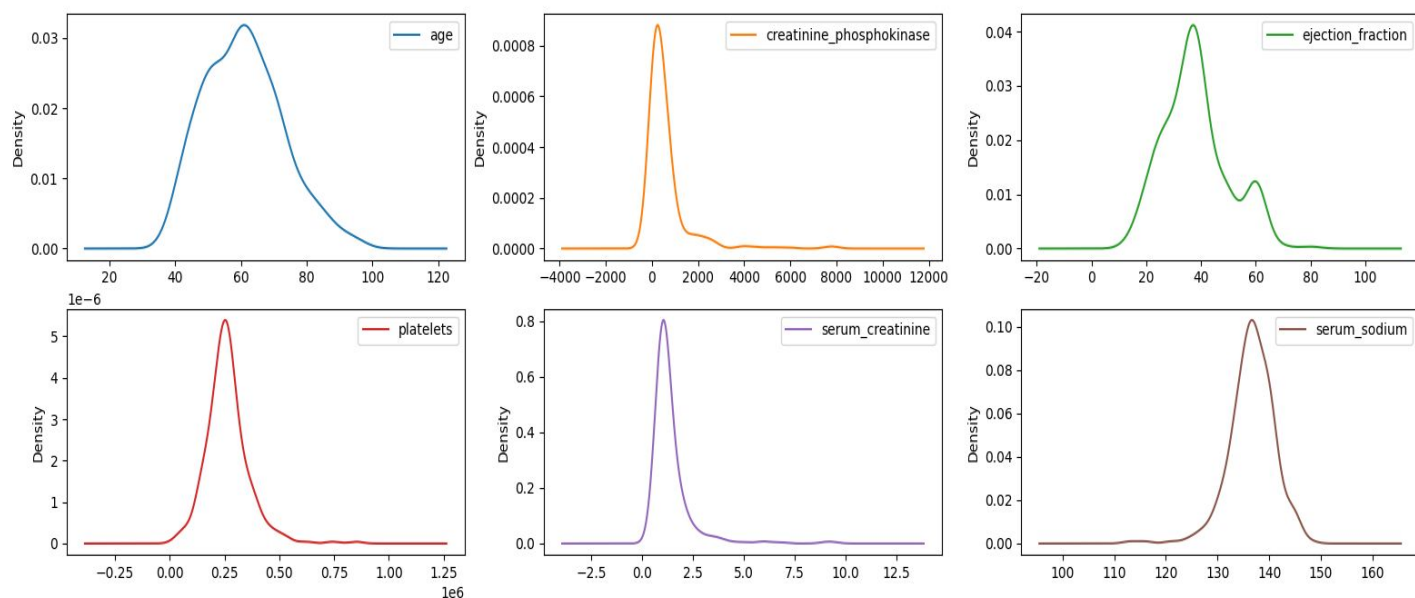 age
Density
0.03
0.02
0.01
0.00
20 40 60 80 100 120
creatinine_phosphokinase
Density
0.0008
0.0006
0.0004
0.0002
0.0000
−4000 −2000 0 2000 4000 6000 8000 10000 12000
ejection_fraction
Density
0.04
0.03
0.02
0.01
0.00
−20 0 20 40 60 80 100
1e−6
platelets
Density
5
4
3
2
1
0
−0.25 0.00 0.25 0.50 0.75 1.00 1.25
1e6
serum_creatinine
Density
0.8
0.6
0.4
0.2
0.0
−2.5 0.0 2.5 5.0 7.5 10.0 12.5
serum_sodium
Density
0.10
0.08
0.06
0.04
0.02
0.00
100 110 120 130 140 150 160